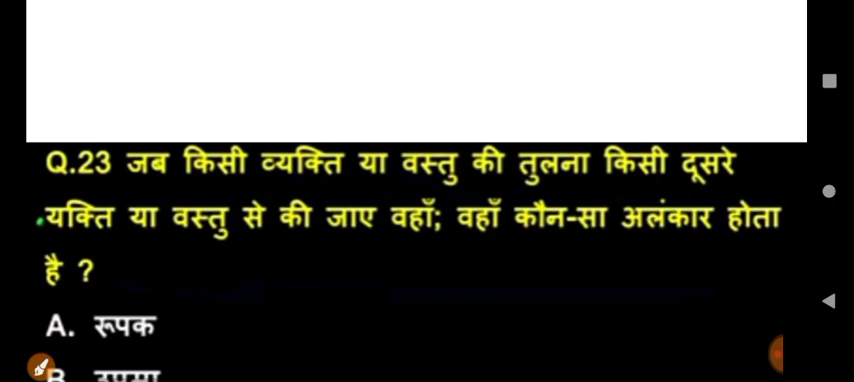 Q.23 जब किसी व्यक्ति या वस्तु की तुलना किसी दूसरे
यक्ति या वस्तु से की जाए वहाँ; वहाँ कौन-सा अलंकार होता
है ?
A. रूपक